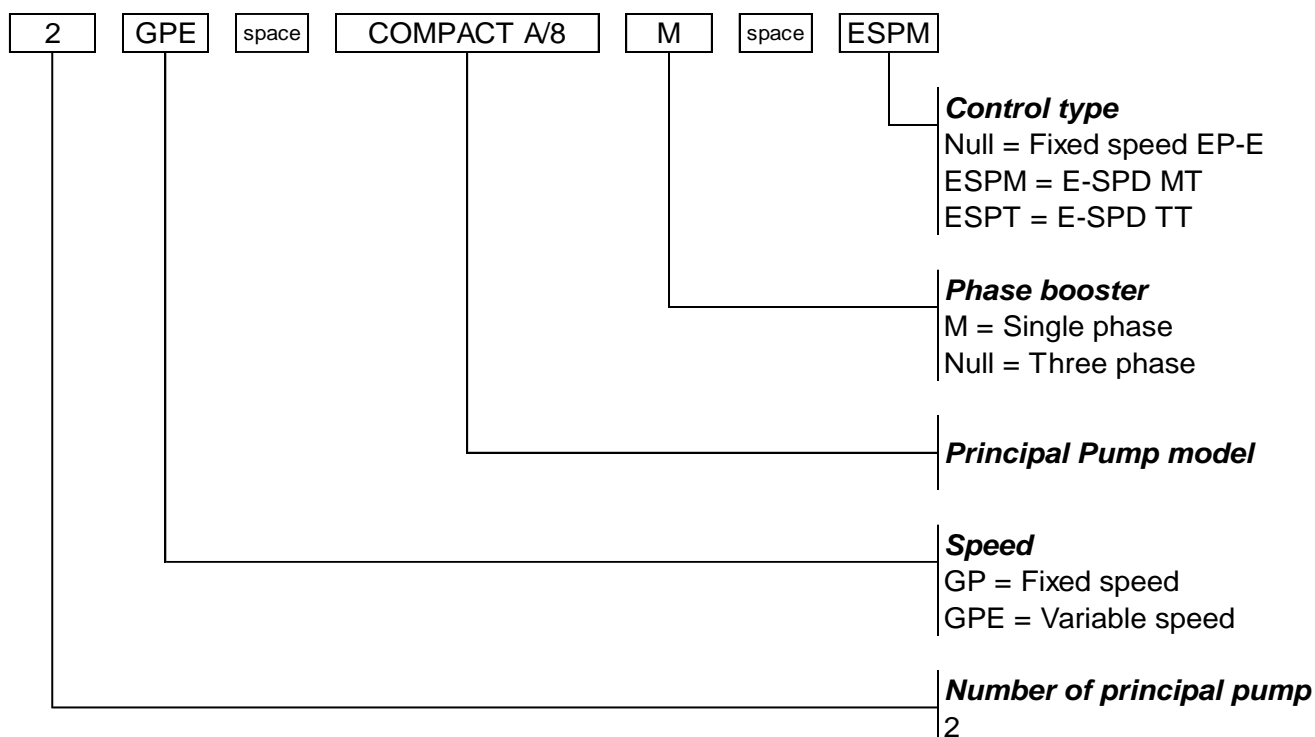 2 GPE space COMPACT A/8 M space ESPM
Control type
Null = Fixed speed EP-E
ESPM = E-SPD MT
ESPT = E-SPD TT
Phase booster
M = Single phase
Null = Three phase
Principal Pump model
Speed
GP = Fixed speed
GPE = Variable speed
Number of principal pump
2